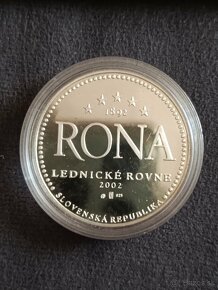 1892
RONA
LEDNICKÉ ROVNE
2002
SLOVENSKÁ REPUBLIKA